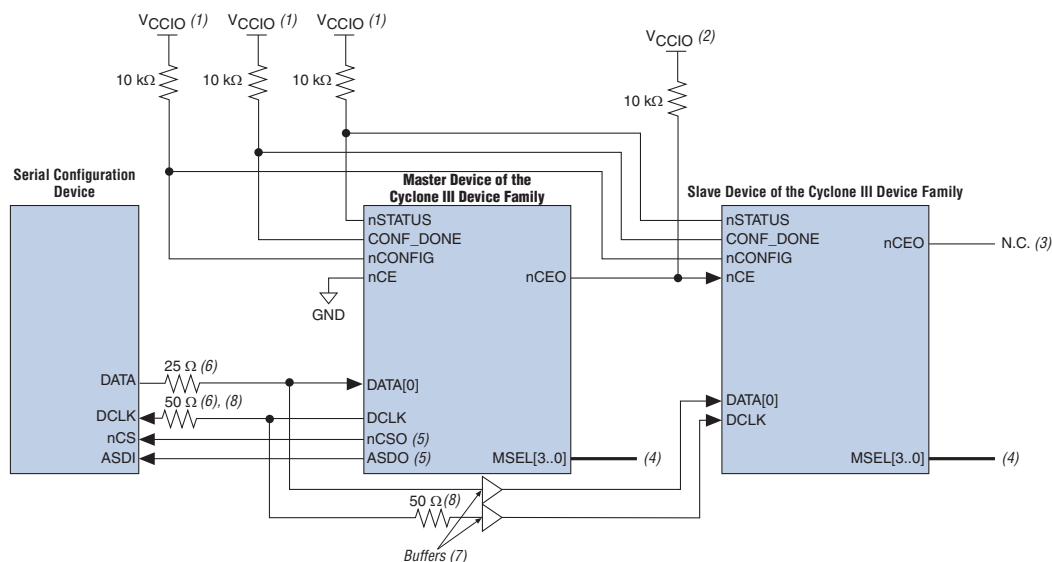 VCCIO (1)
VCCIO (1)
VCCIO (1)
VCCIO (2)
10 kΩ
10 kΩ
10 kΩ
10 kΩ
Serial Configuration
Device
DATA
DCLK
nCS
ASDI
Master Device of the
Cyclone III Device Family
nSTATUS
CONF_DONE
nCONFIG
nCE
nCEO
GND
DATA[0]
DCLK
nCSO (5)
ASDO (5)
MSEL[3..0]
(4)
25 Ω (6)
50 Ω (6), (8)
50 Ω (8)
Buffers (7)
Slave Device of the Cyclone III Device Family
nSTATUS
CONF_DONE
nCONFIG
nCE
nCEO
N.C. (3)
DATA[0]
DCLK
MSEL[3..0]
(4)